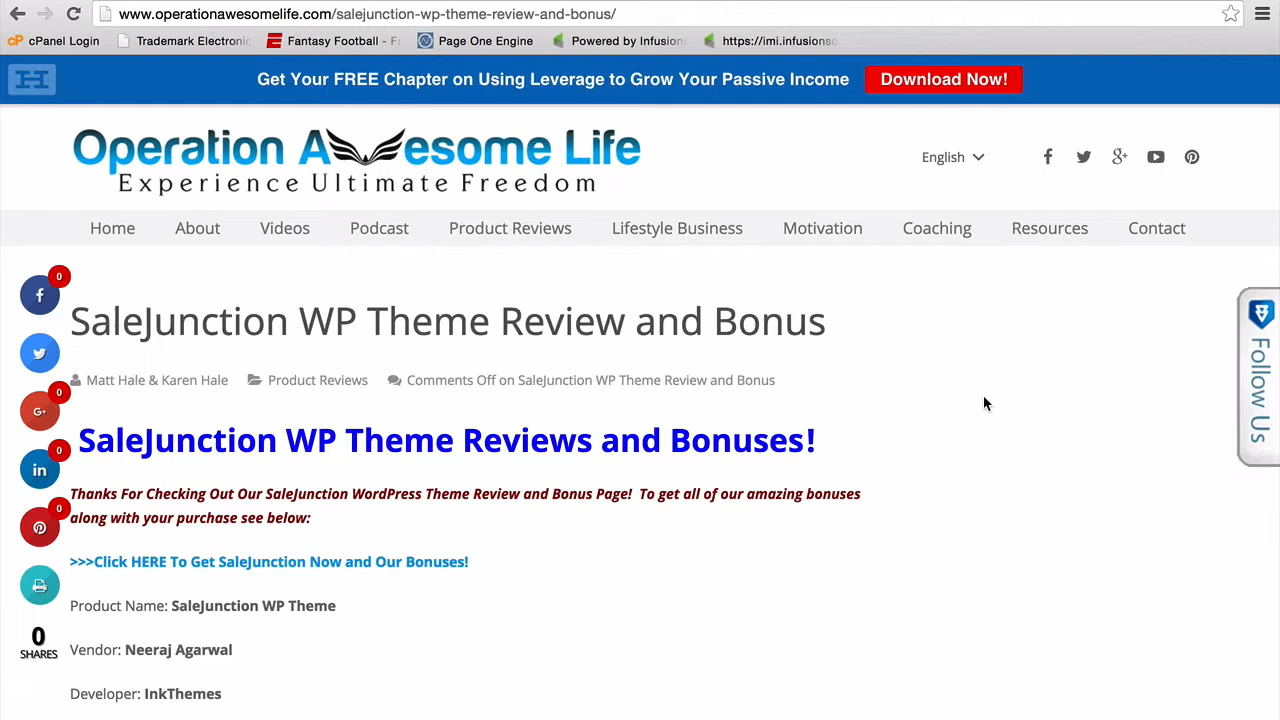 www.operationawesomelife.com/salejunction-wp-theme-review-and-bonus/
cPanel Login
Trademark Electronic
Fantasy Football - F
Page One Engine
Powered by Infusions
https://imi.infusionso
Get Your FREE Chapter on Using Leverage to Grow Your Passive Income
Download Now!
Operation Awesome Life
Experience Ultimate Freedom
English
Home
About
Videos
Podcast
Product Reviews
Lifestyle Business
Motivation
Coaching
Resources
Contact
0
SaleJunction WP Theme Review and Bonus
Matt Hale & Karen Hale
Product Reviews
Comments Off on SaleJunction WP Theme Review and Bonus
0
SaleJunction WP Theme Reviews and Bonuses!
0
Thanks For Checking Out Our SaleJunction WordPress Theme Review and Bonus Page!  To get all of our amazing bonuses
0
along with your purchase see below:
>>>Click HERE To Get SaleJunction Now and Our Bonuses!
Product Name: SaleJunction WP Theme
0
SHARES
Vendor: Neeraj Agarwal
Developer: InkThemes
Follow Us